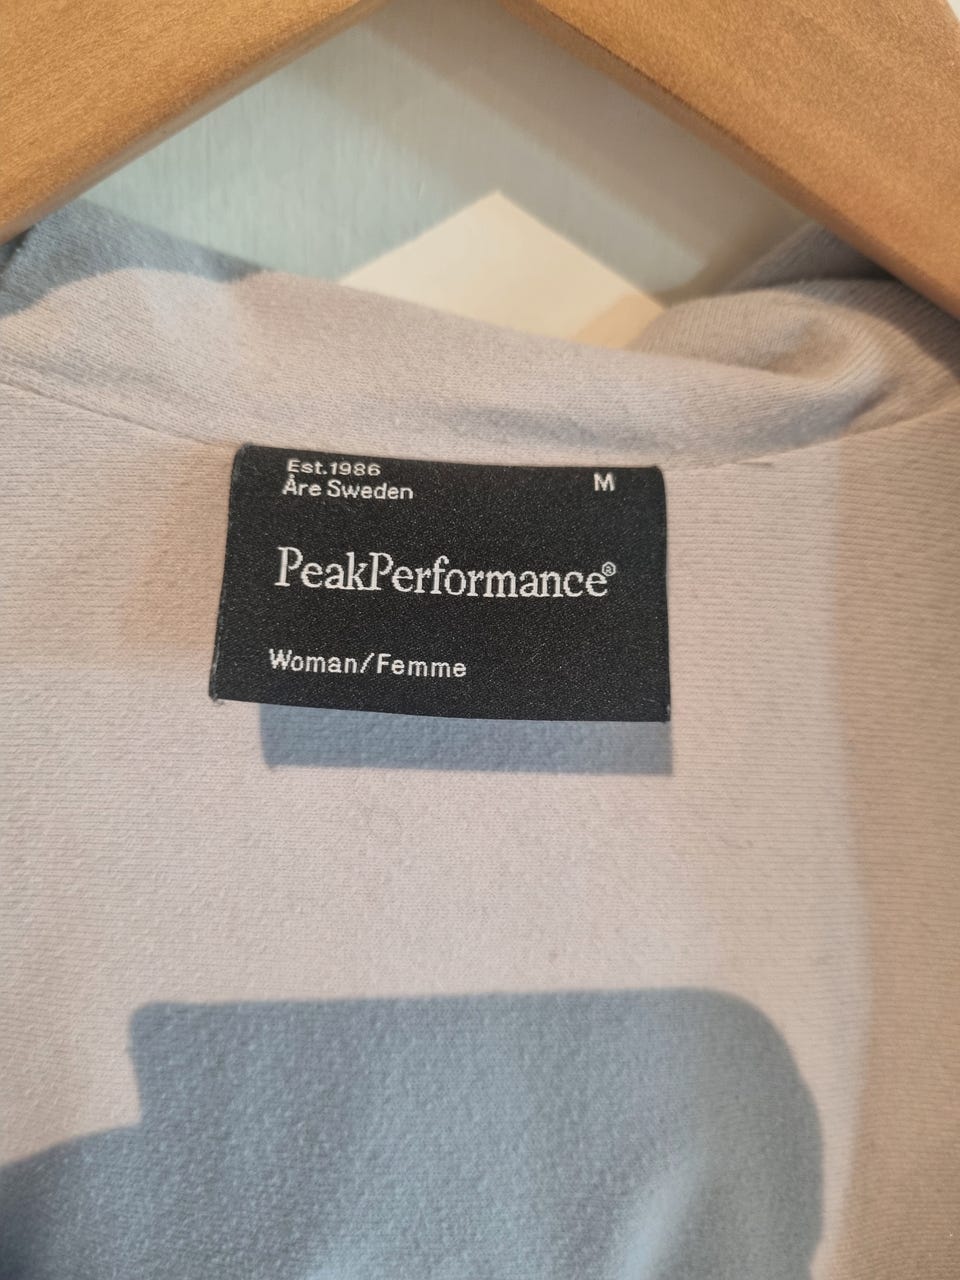 Est.1986
Åre Sweden
M
PeakPerformance®
Woman/Femme